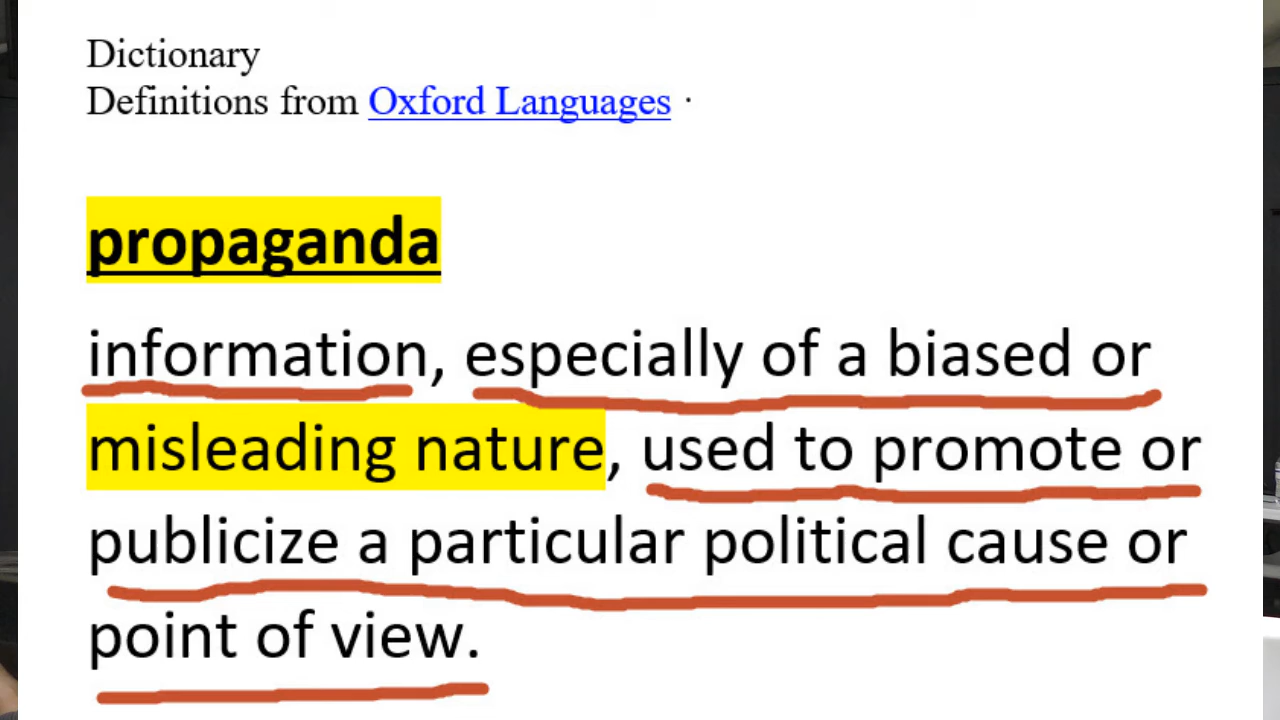 Dictionary
Definitions from Oxford Languages ·
propaganda
information, especially of a biased or
misleading nature, used to promote or
publicize a particular political cause or
point of view.